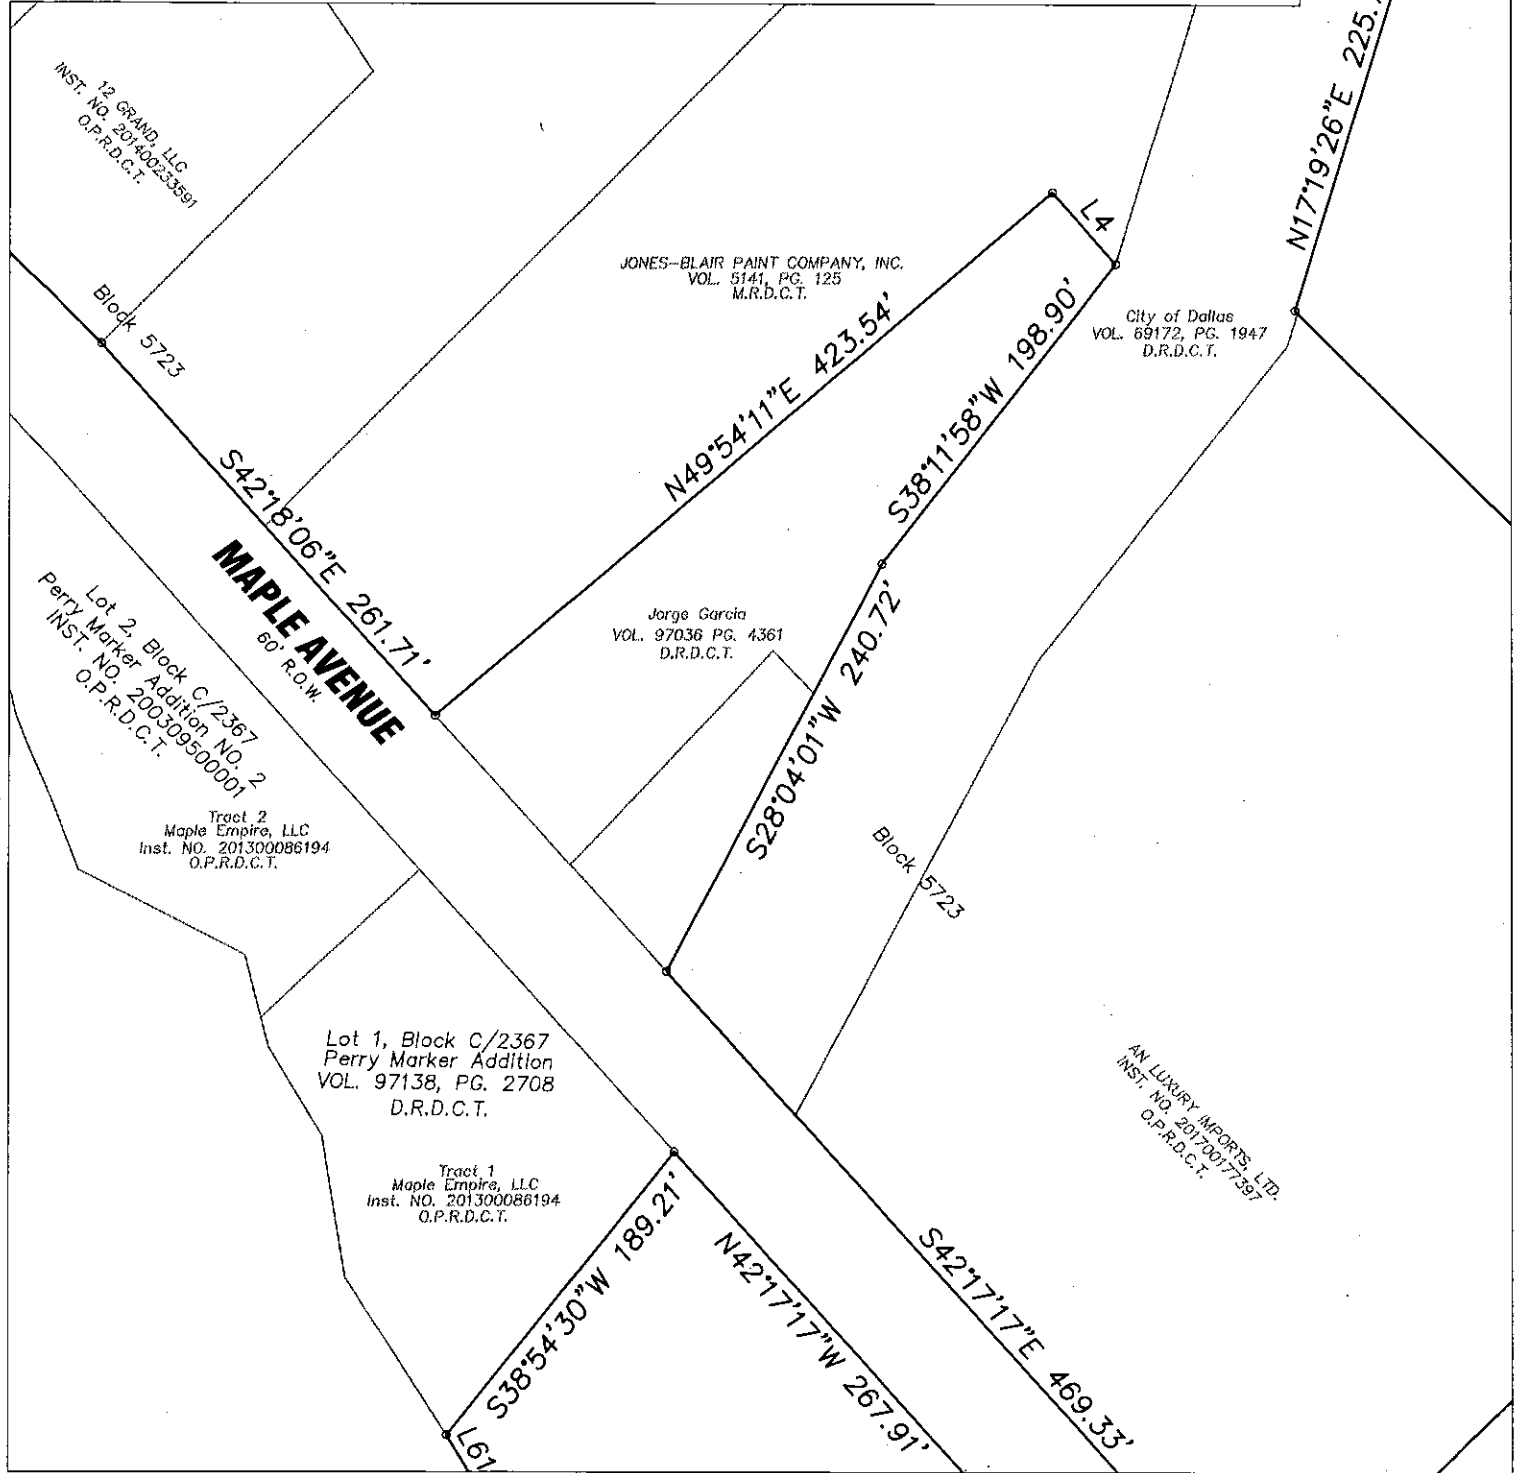 12 GRAND, LLC
INST. NO. 201400233591
O.P.R.D.C.T.
Block 5723
N17°19'26"E 225.
L4
JONES-BLAIR PAINT COMPANY, INC.
VOL. 5141, PG. 125
M.R.D.C.T.
City of Dallas
VOL. 69172, PG. 1947
D.R.D.C.T.
N49°54'11"E 423.54'
S38°11'58"W 198.90'
S42°18'06"E 261.71'
MAPLE AVENUE
60' R.O.W.
Lot 2, Block C/2367
Perry Marker Addition NO. 2
INST. NO. 200309500001
O.P.R.D.C.T.
Jorge Garcia
VOL. 97036 PG. 4361
D.R.D.C.T.
S28°04'01"W 240.72'
Tract 2
Maple Empire, LLC
Inst. NO. 201300086194
O.P.R.D.C.T.
Block 5723
Lot 1, Block C/2367
Perry Marker Addition
VOL. 97138, PG. 2708
D.R.D.C.T.
AN LUXURY IMPORTS, LTD.
INST. NO. 201700177397
O.P.R.D.C.T.
Tract 1
Maple Empire, LLC
Inst. NO. 201300086194
O.P.R.D.C.T.
S38°54'30"W 189.21'
N42°17'17"W 267.91'
S42°17'17"E 469.33'
L61